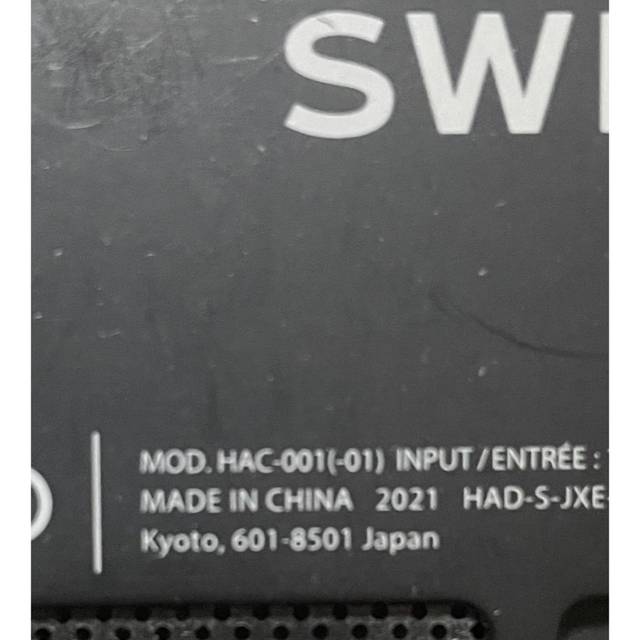 SWI
MOD. HAC-001(-01) INPUT/ENTRÉE :
MADE IN CHINA 2021 HAD-S-JXE-
Kyoto, 601-8501 Japan